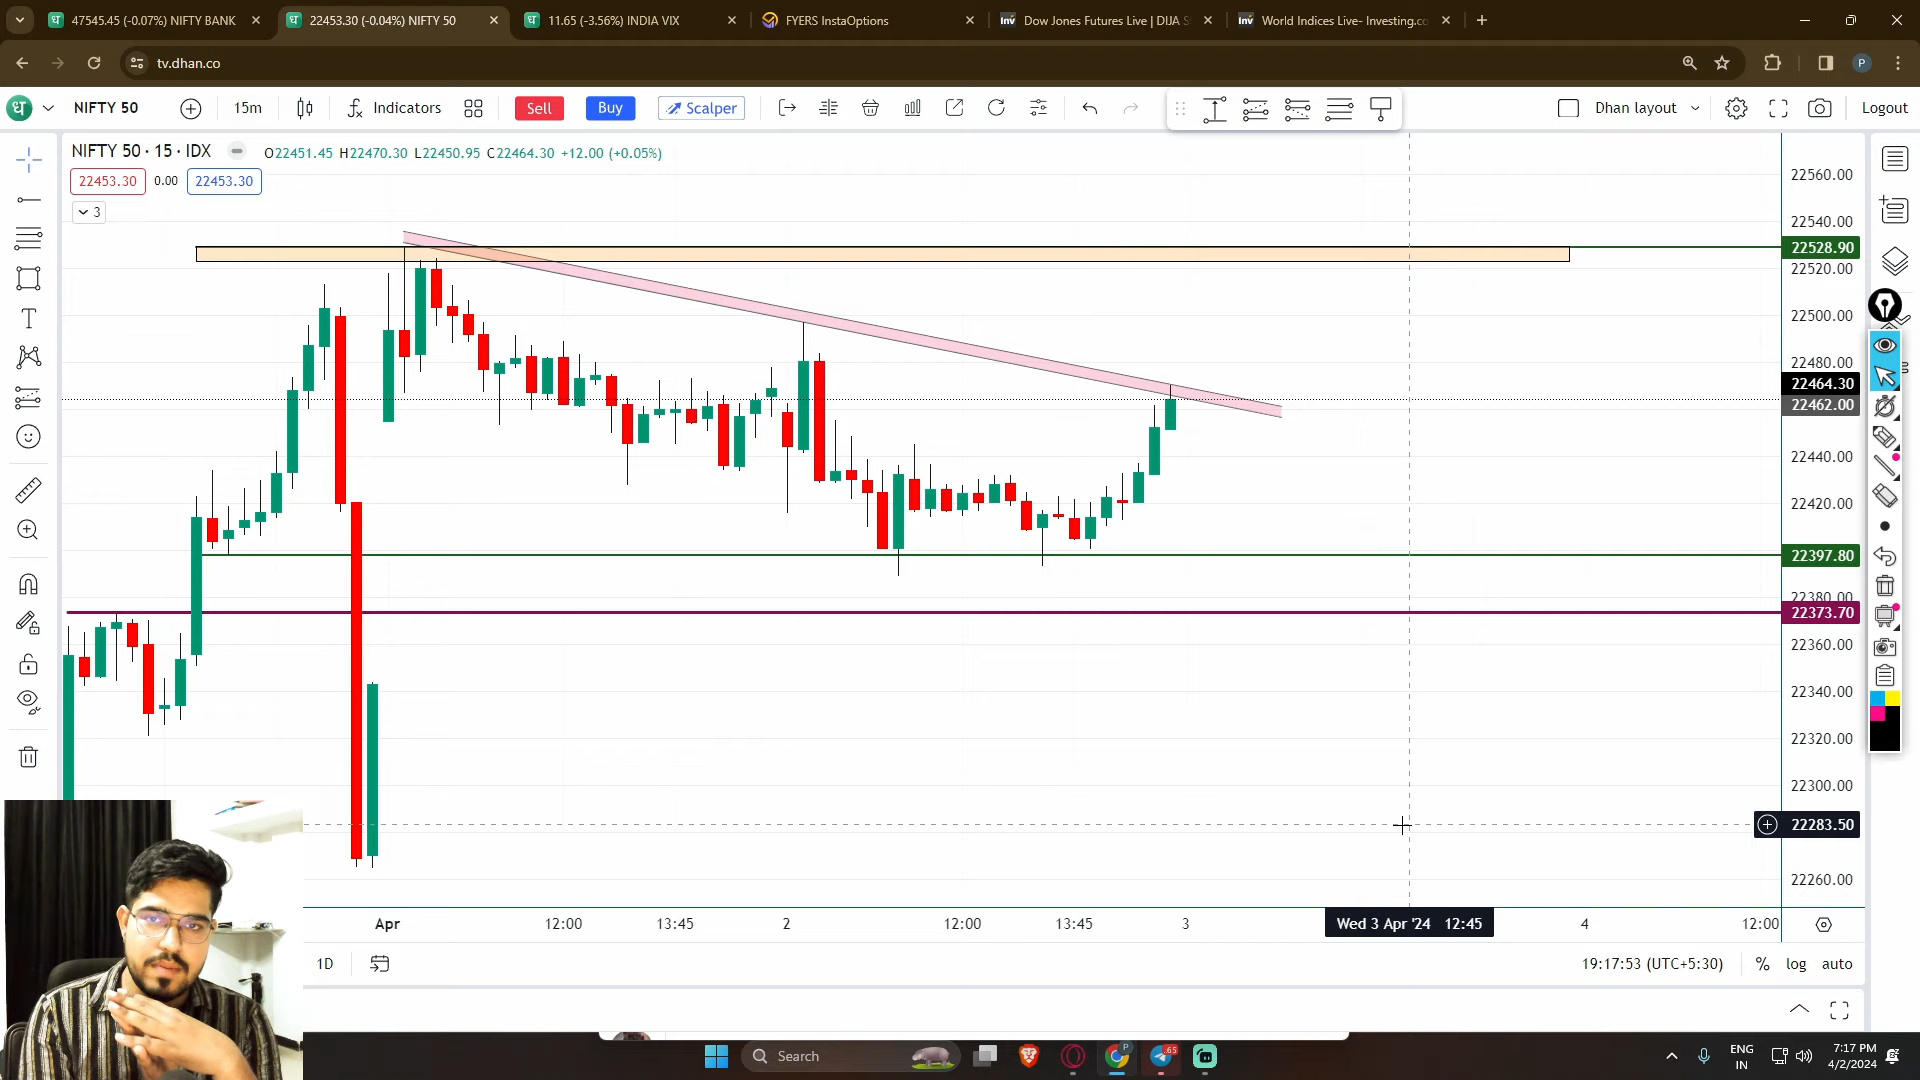 47545.45 (-0.07%) NIFTY BANK
22453.30 (-0.04%) NIFTY 50
11.65 (-3.56%) INDIA VIX
FYERS InstaOptions
Inv Dow Jones Futures Live | DIJA S
Inv World Indices Live- Investing.co
tv.dhan.co
P
ध
NIFTY 50
15m
Indicators
Sell
Buy
Scalper
Dhan layout
Logout
NIFTY 50 · 15 · IDX
O22451.45 H22470.30 L22450.95 C22464.30 +12.00 (+0.05%)
22453.30 0.00 22453.30
3
22560.00
22540.00
22528.90
22520.00
22500.00
22480.00
22464.30
22462.00
22440.00
22420.00
22397.80
22380.00
22373.70
22360.00
22340.00
22320.00
22300.00
22283.50
22260.00
Apr 12:00 13:45 2 12:00 13:45 3 Wed 3 Apr '24 12:45 4 12:00
1D
19:17:53 (UTC+5:30) % log auto
Search
P
65
ENG
IN
7:17 PM
4/2/2024